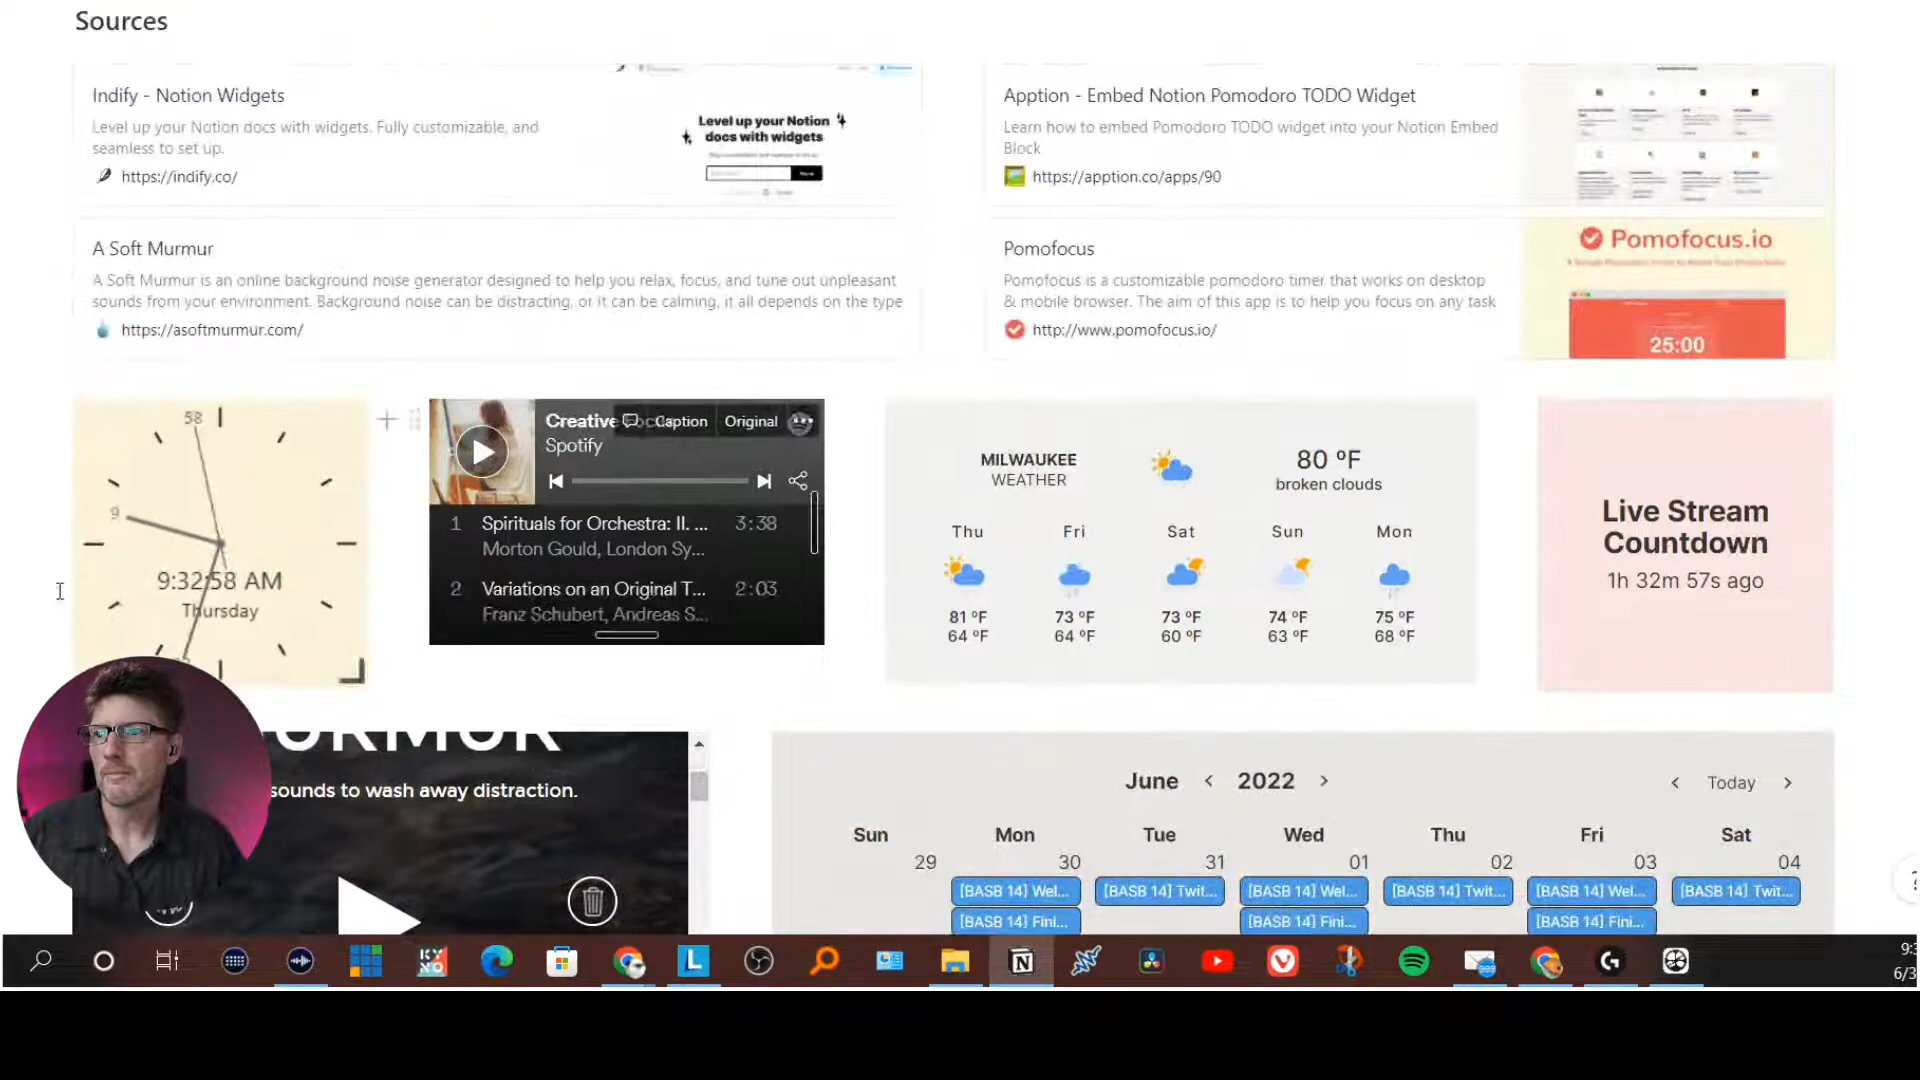 Sources
Indify - Notion Widgets
Level up your Notion docs with widgets. Fully customizable, and
seamless to set up.
https://indify.co/
Level up your Notion
docs with widgets
Apption - Embed Notion Pomodoro TODO Widget
Learn how to embed Pomodoro TODO widget into your Notion Embed
Block
https://apption.co/apps/90
A Soft Murmur
A Soft Murmur is an online background noise generator designed to help you relax, focus, and tune out unpleasant
sounds from your environment. Background noise can be distracting, or it can be calming, it all depends on the type
https://asoftmurmur.com/
Pomofocus
Pomofocus is a customizable pomodoro timer that works on desktop
& mobile browser. The aim of this app is to help you focus on any task
http://www.pomofocus.io/
Pomofocus.io
25:00
58
9
9:32:58 AM
Thursday
Creative
Caption
Original
Spotify
1 Spirituals for Orchestra: II. ... 3:38
Morton Gould, London Sy...
2 Variations on an Original T... 2:03
Franz Schubert, Andreas S...
MILWAUKEE
WEATHER
80 ºF
broken clouds
Thu Fri Sat Sun Mon
81 ºF 73 ºF 73 ºF 74 ºF 75 ºF
64 ºF 64 ºF 60 ºF 63 ºF 68 ºF
Live Stream
Countdown
1h 32m 57s ago
sounds to wash away distraction.
June < 2022 >
< Today >
Sun Mon Tue Wed Thu Fri Sat
29 30 31 01 02 03 04
[BASB 14] Wel... [BASB 14] Twit... [BASB 14] Wel... [BASB 14] Twit... [BASB 14] Wel... [BASB 14] Twit...
[BASB 14] Fini... [BASB 14] Fini... [BASB 14] Fini...